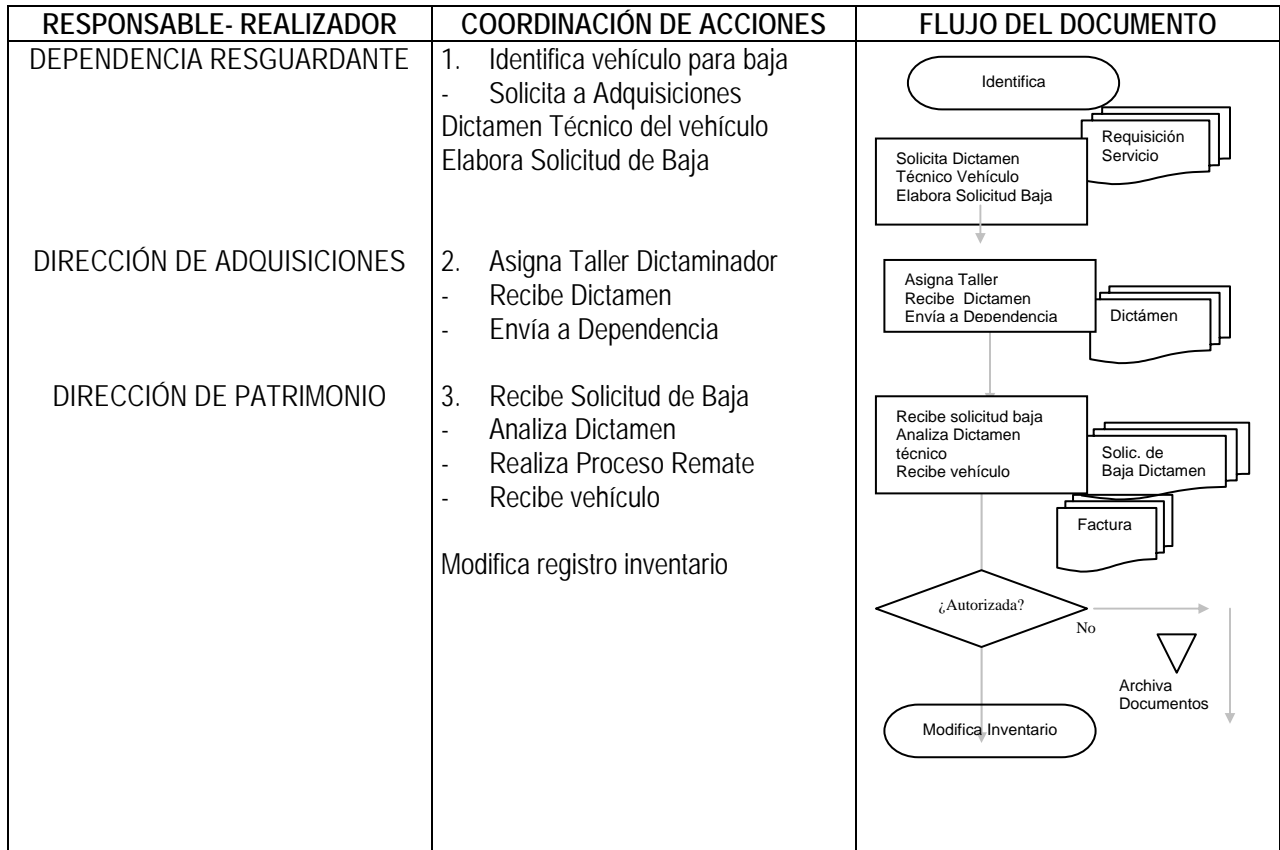 RESPONSABLE- REALIZADOR
COORDINACIÓN DE ACCIONES
FLUJO DEL DOCUMENTO
DEPENDENCIA RESGUARDANTE
1. Identifica vehículo para baja
- Solicita a Adquisiciones
Dictamen Técnico del vehículo
Elabora Solicitud de Baja
Identifica
Requisición
Servicio
Solicita Dictamen
Técnico Vehículo
Elabora Solicitud Baja
DIRECCIÓN DE ADQUISICIONES
2. Asigna Taller Dictaminador
- Recibe Dictamen
- Envía a Dependencia
Asigna Taller
Recibe Dictamen
Envía a Dependencia
Dictámen
DIRECCIÓN DE PATRIMONIO
3. Recibe Solicitud de Baja
- Analiza Dictamen
- Realiza Proceso Remate
- Recibe vehículo
Modifica registro inventario
Recibe solicitud baja
Analiza Dictamen
técnico
Recibe vehículo
Solic. de
Baja Dictamen
Factura
¿Autorizada?
No
Archiva
Documentos
Modifica Inventario